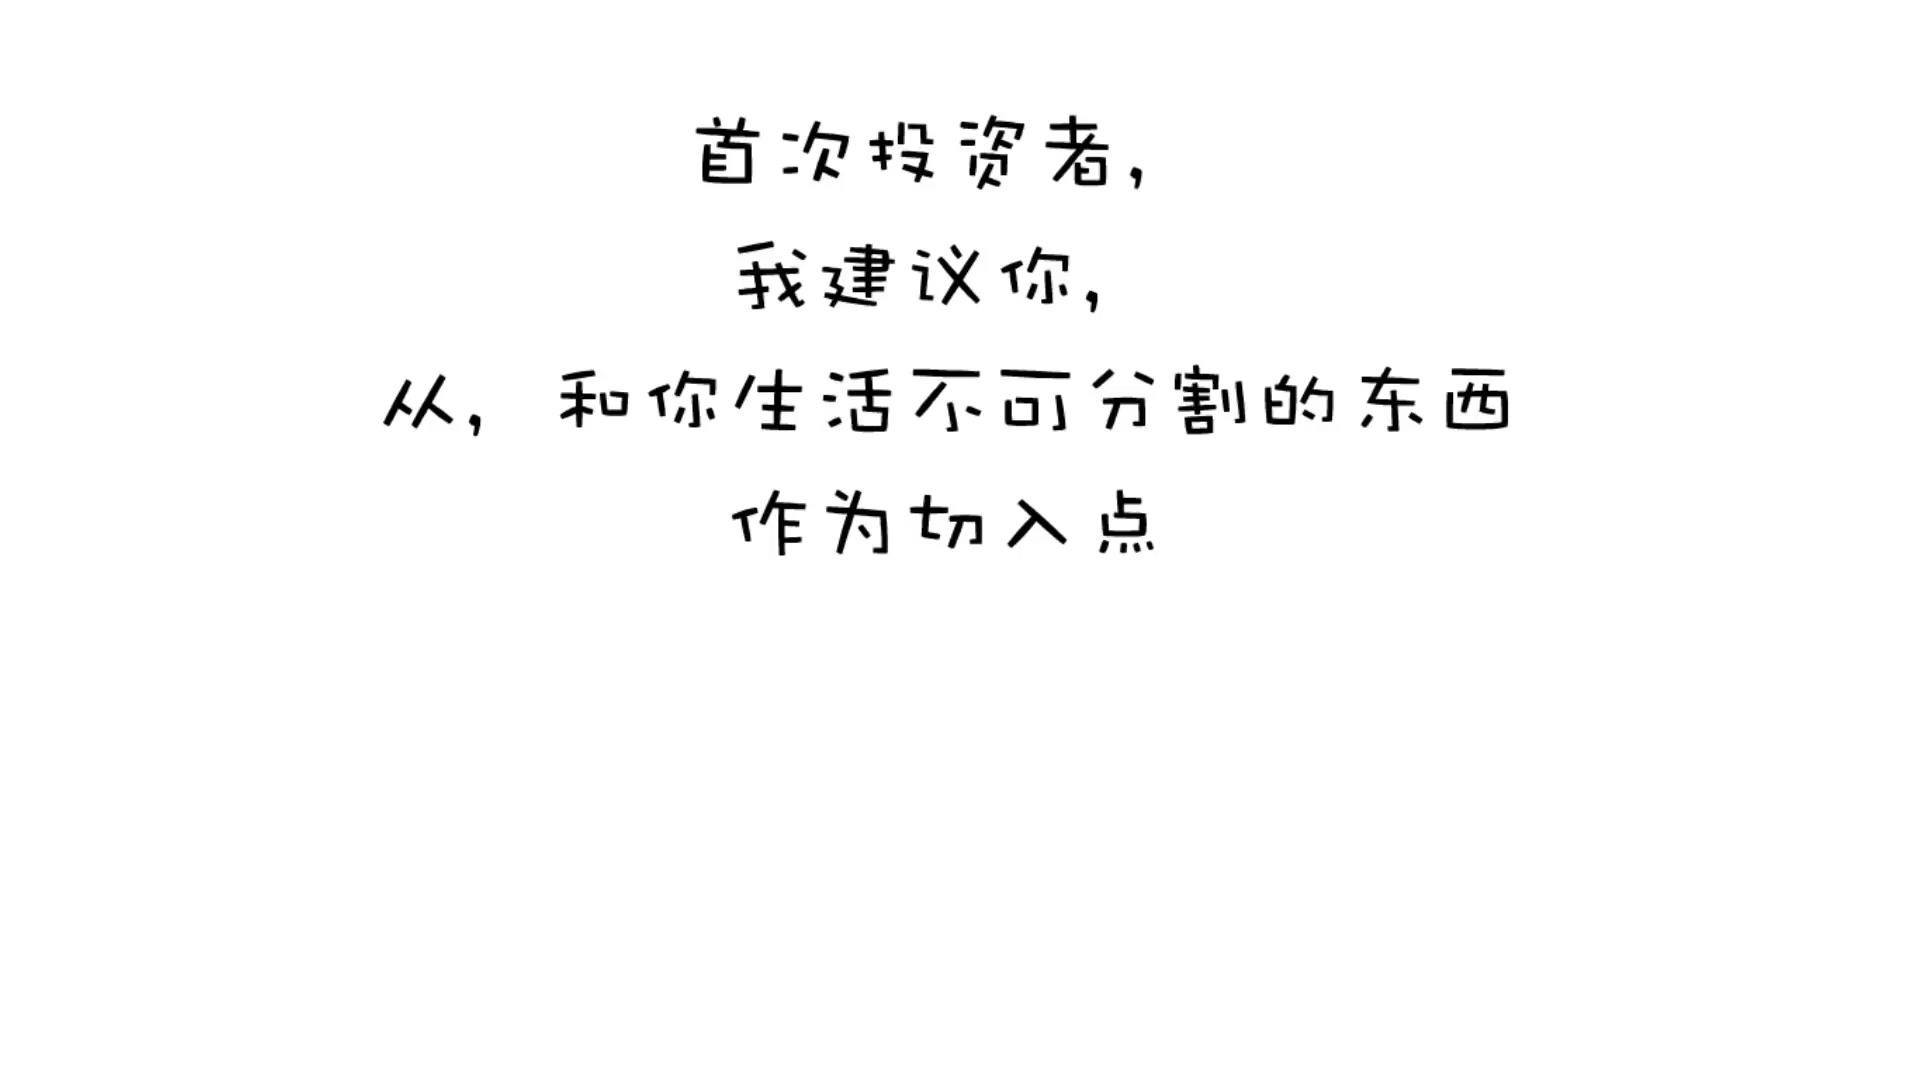 首次投资者,
我建议你,
从, 和你生活不可分割的东西
作为切入点